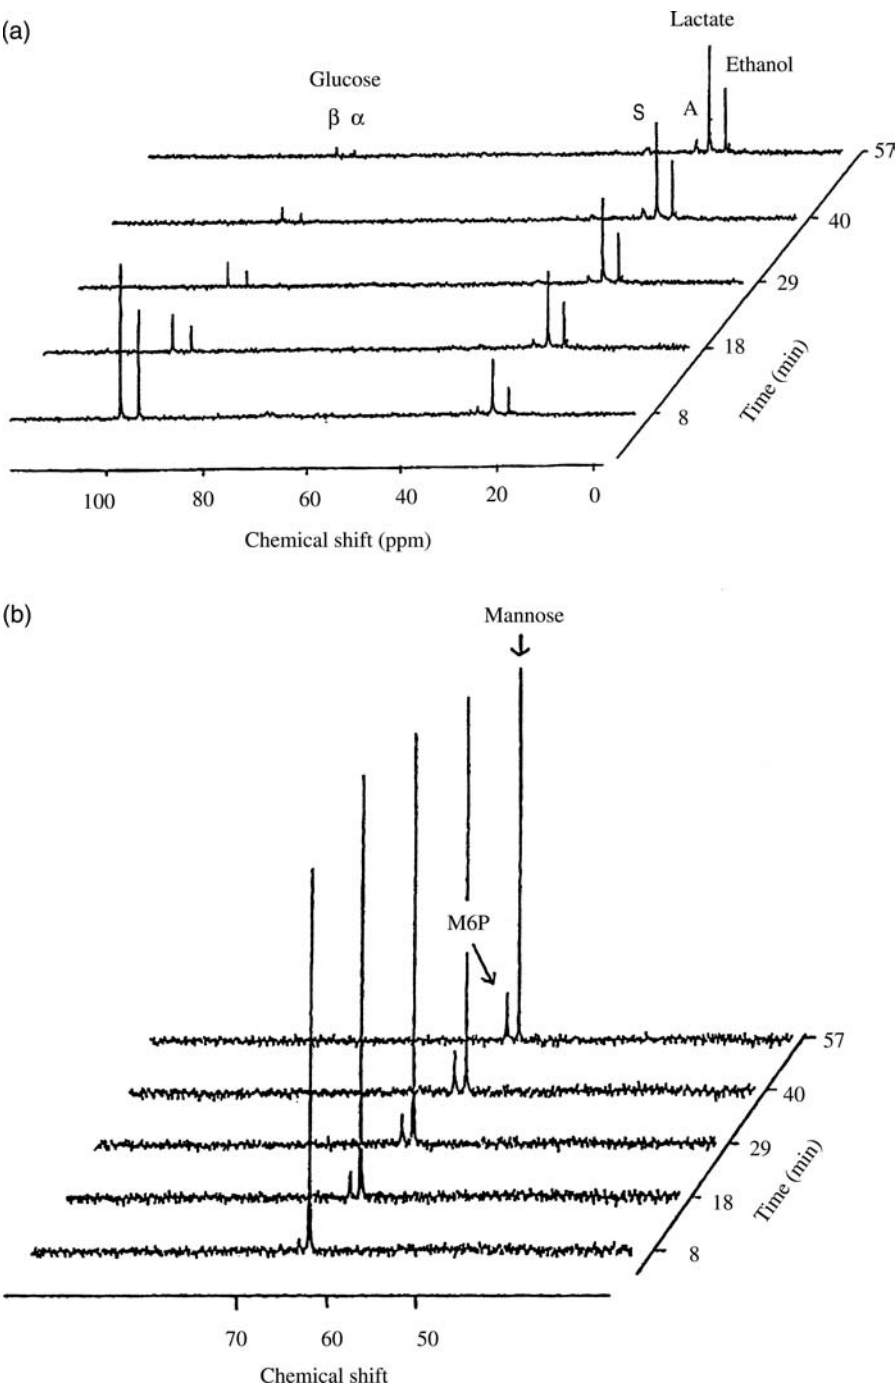 (a)
Lactate
Ethanol
Glucose
β α
S
A
57
40
29
18
8
Time (min)
100 80 60 40 20 0
Chemical shift (ppm)
(b)
Mannose
M6P
57
40
29
18
8
Time (min)
70 60 50
Chemical shift